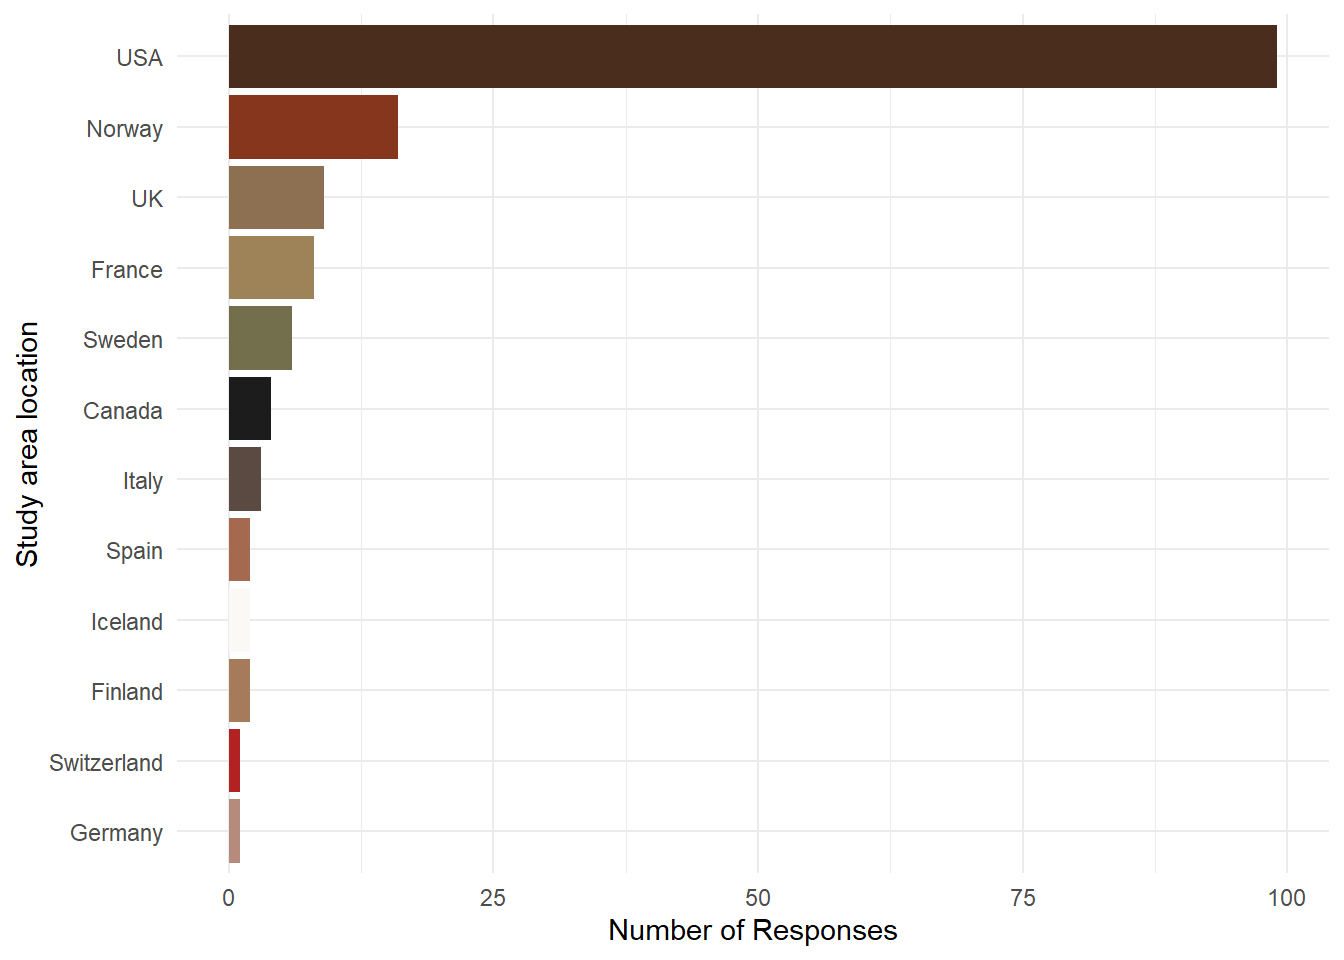 USA
Norway
UK
France
Sweden
Canada
Italy
Spain
Iceland
Finland
Switzerland
Germany
Study area location
0 25 50 75 100
Number of Responses